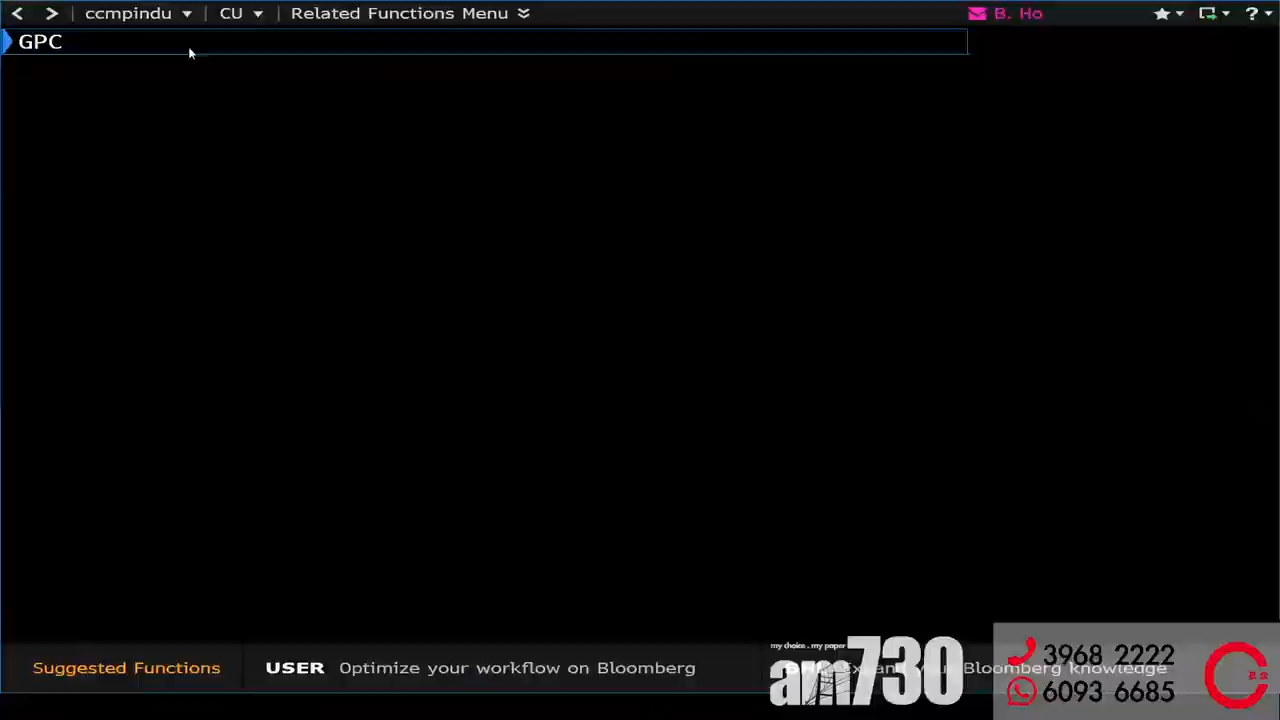 ccmpindu CU Related Functions Menu B. Ho ?
GPC
Suggested Functions USER Optimize your workflow on Bloomberg Bloomberg knowledge
my choice . my paper
am730
3968 2222
6093 6685